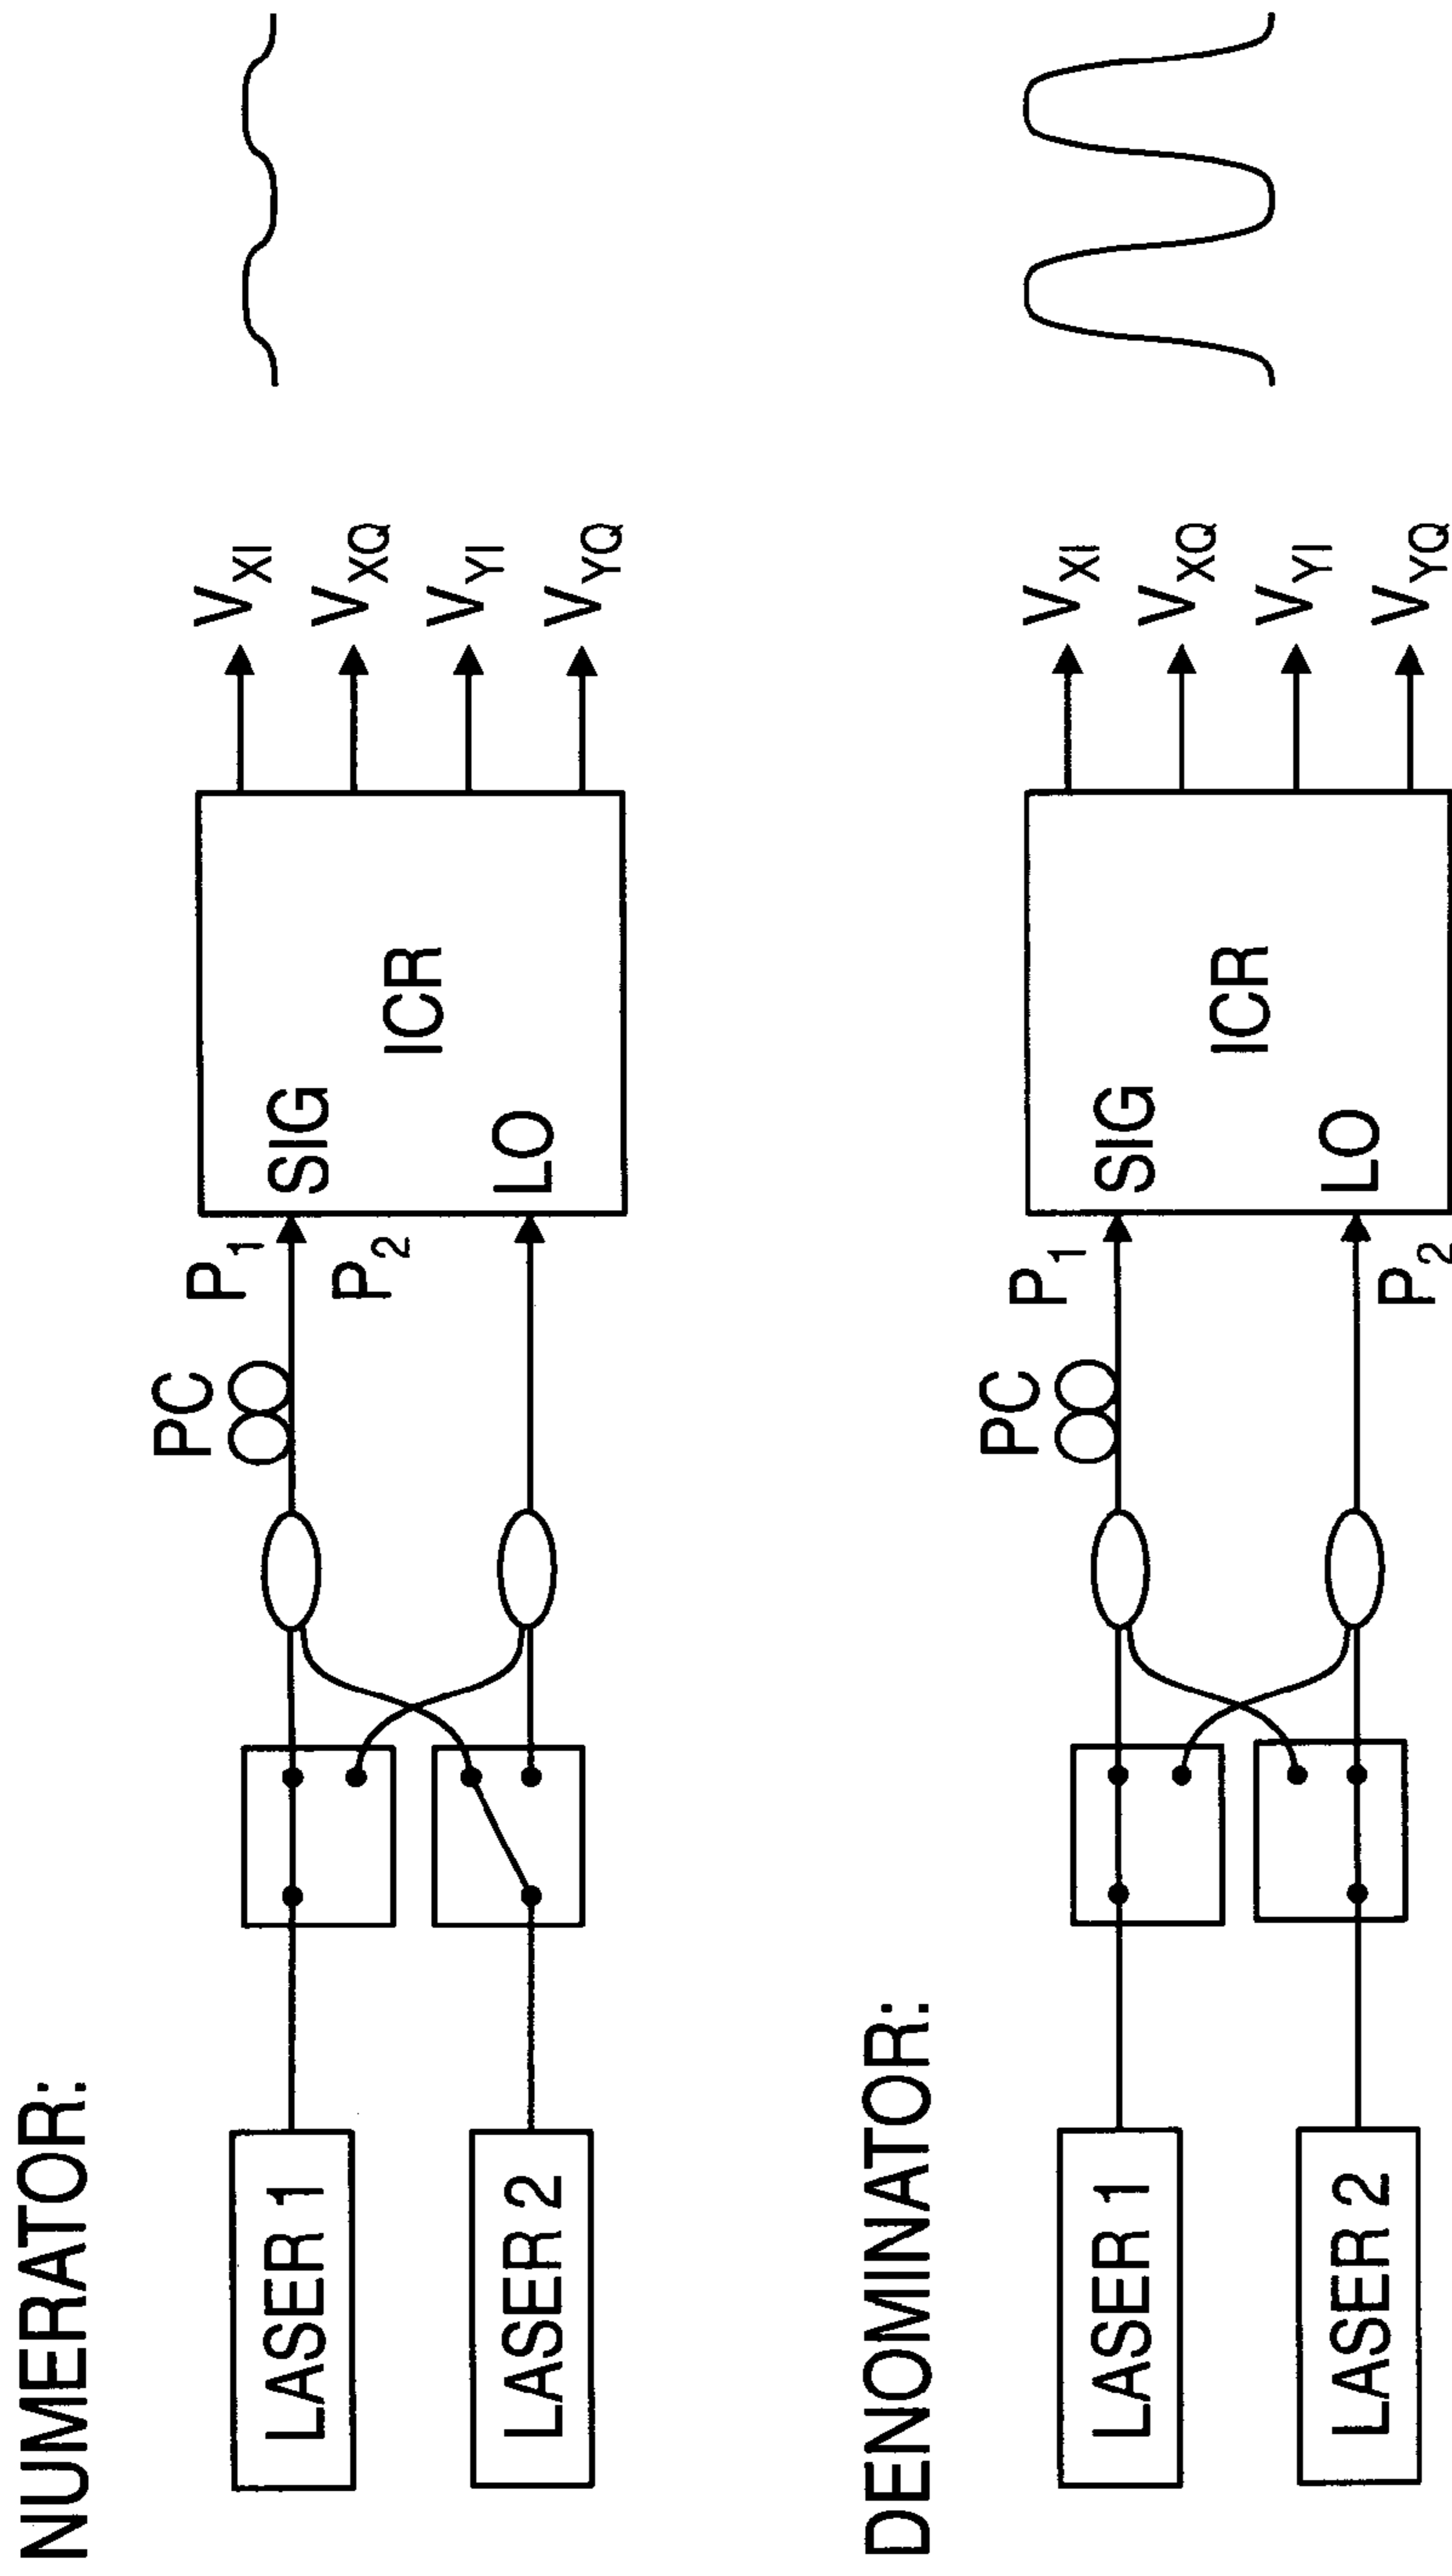 NUMERATOR:
LASER 1
LASER 2
PC
P1
P2
SIG
LO
ICR
VXI
VXQ
VYI
VYQ
DENOMINATOR:
LASER 1
LASER 2
PC
P1
P2
SIG
LO
ICR
VXI
VXQ
VYI
VYQ